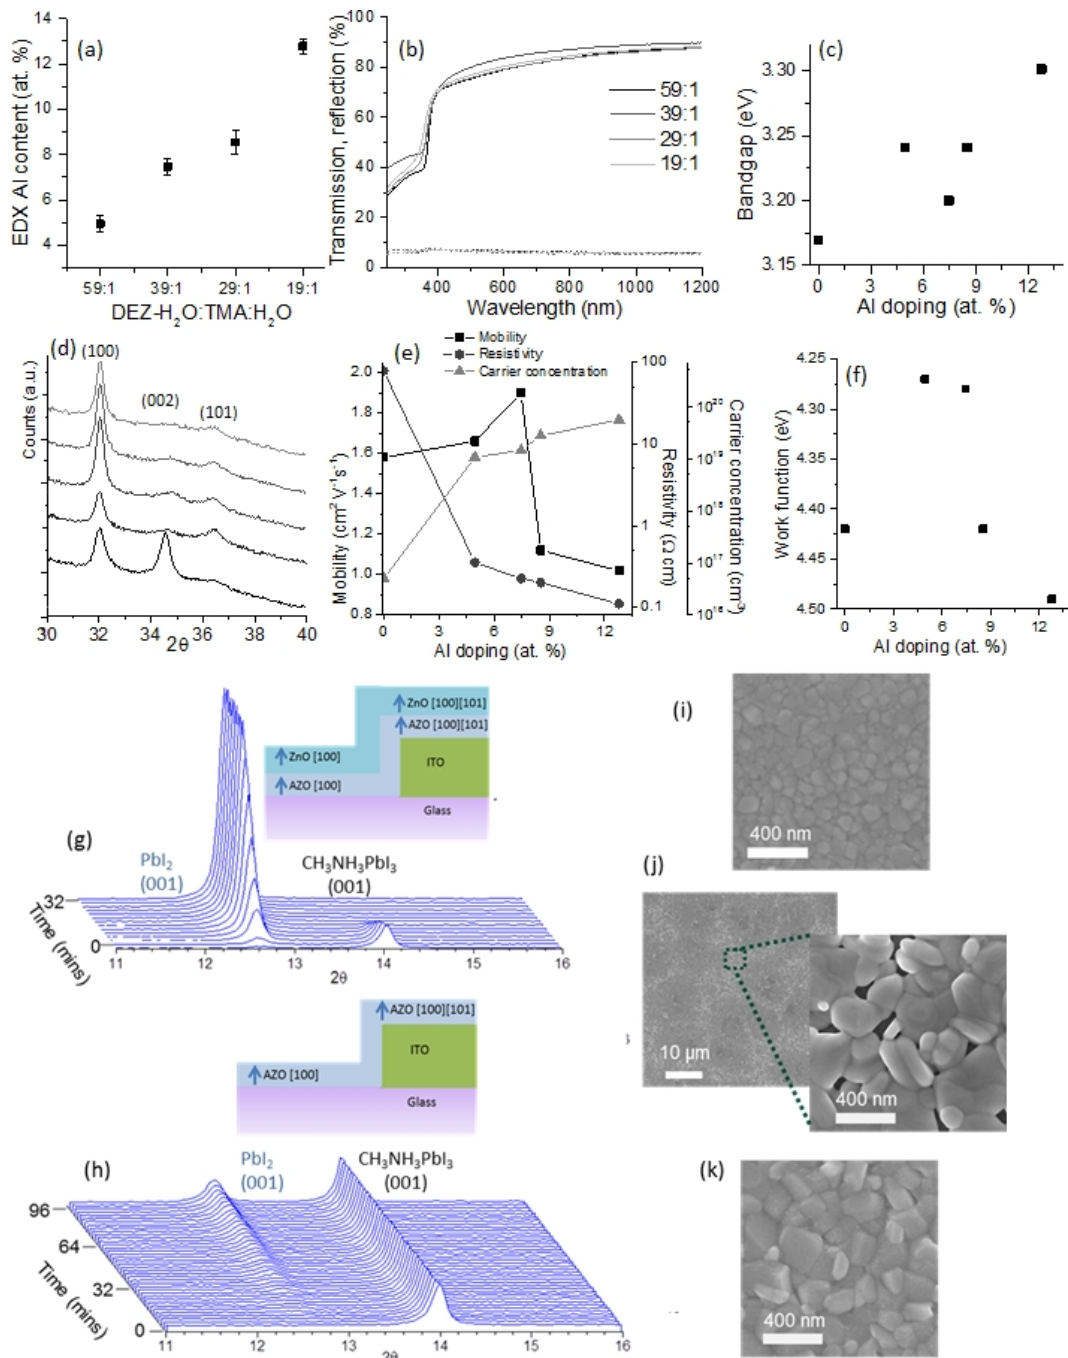 (a)
EDX Al content (at. %)
14
12
10
8
6
4
59:1
39:1
29:1
19:1
DEZ-H₂O:TMA:H₂O
(b)
Transmission, reflection (%)
100
80
60
40
20
0
59:1
39:1
29:1
19:1
400
600
800
1000
1200
Wavelength (nm)
(c)
Bandgap (eV)
3.30
3.25
3.20
3.15
0
3
6
9
12
Al doping (at. %)
(d)
Counts (a.u.)
(100)
(002)
(101)
30
32
34
36
38
40
2θ
(e)
Mobility
Resistivity
Carrier concentration
Mobility (cm² V⁻¹s⁻¹)
2.0
1.8
1.6
1.4
1.2
1.0
0.8
0
3
6
9
12
Al doping (at. %)
100
10
1
0.1
Resistivity (Ω cm)
10²⁰
10¹⁹
10¹⁸
10¹⁷
10¹⁶
Carrier concentration (cm⁻³)
(f)
Work function (eV)
4.25
4.30
4.35
4.40
4.45
4.50
0
3
6
9
12
Al doping (at. %)
(g)
ZnO [100][101]
AZO [100][101]
ZnO [100]
ITO
AZO [100]
Glass
PbI₂
(001)
CH₃NH₃PbI₃
(001)
32
0
Time (mins)
11
12
13
14
15
16
2θ
AZO [100][101]
ITO
AZO [100]
Glass
(h)
PbI₂
(001)
CH₃NH₃PbI₃
(001)
96
64
32
0
Time (mins)
11
12
13
14
15
16
2θ
(i)
400 nm
(j)
10 µm
400 nm
(k)
400 nm